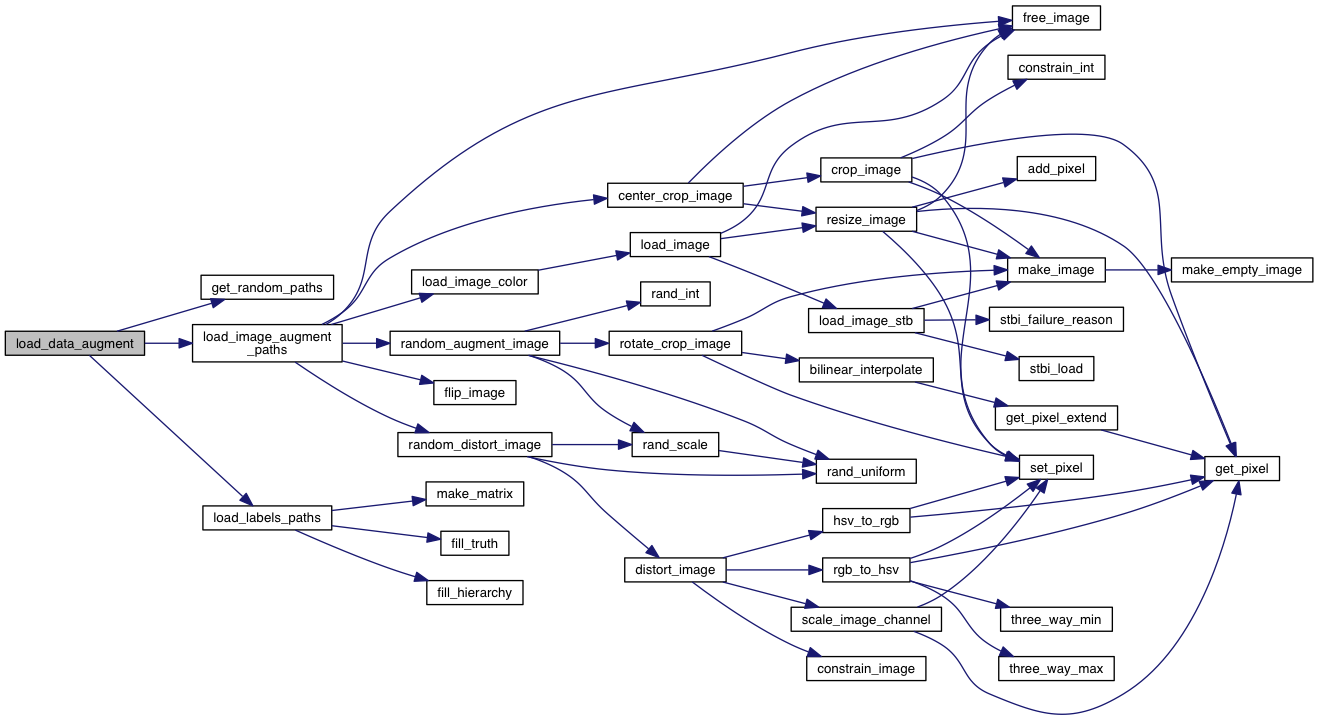 free_image
constrain_int
crop_image
add_pixel
center_crop_image
resize_image
load_image
make_image
make_empty_image
load_image_color
get_random_paths
rand_int
load_image_stb
stbi_failure_reason
load_data_augment
load_image_augment
_paths
random_augment_image
rotate_crop_image
bilinear_interpolate
stbi_load
flip_image
get_pixel_extend
random_distort_image
rand_scale
rand_uniform
set_pixel
get_pixel
make_matrix
load_labels_paths
hsv_to_rgb
fill_truth
distort_image
rgb_to_hsv
fill_hierarchy
scale_image_channel
three_way_min
constrain_image
three_way_max